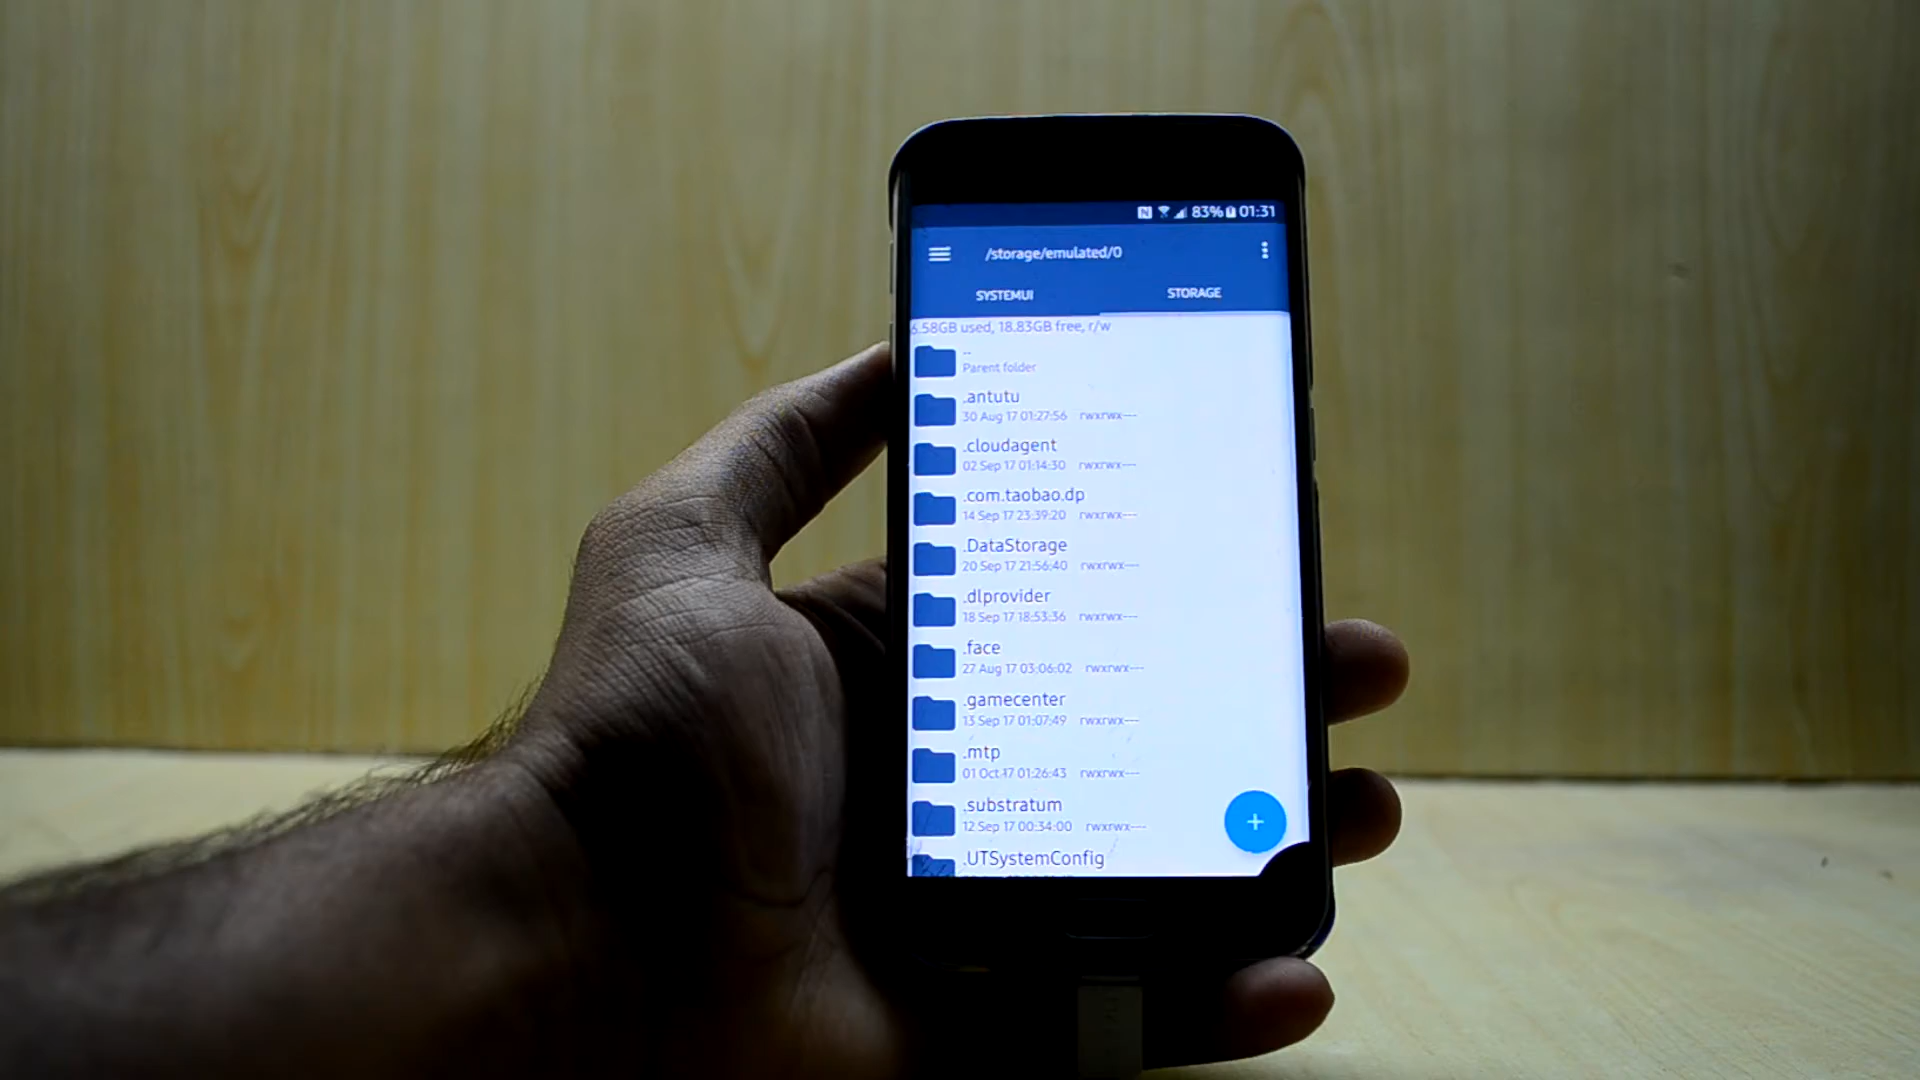 83% 01:31
/storage/emulated/0
SYSTEMUI STORAGE
6.58GB used, 18.83GB free, r/w
..
Parent folder
.antutu
30 Aug 17 01:27:56 rwxrwx---
.cloudagent
02 Sep 17 01:14:30 rwxrwx---
.com.taobao.dp
14 Sep 17 23:39:20 rwxrwx---
.DataStorage
20 Sep 17 21:56:40 rwxrwx---
.dlprovider
18 Sep 17 18:53:36 rwxrwx---
.face
27 Aug 17 03:06:02 rwxrwx---
.gamecenter
13 Sep 17 01:07:49 rwxrwx---
.mtp
01 Oct 17 01:26:43 rwxrwx---
.substratum
12 Sep 17 00:34:00 rwxrwx---
+
.UTSystemConfig